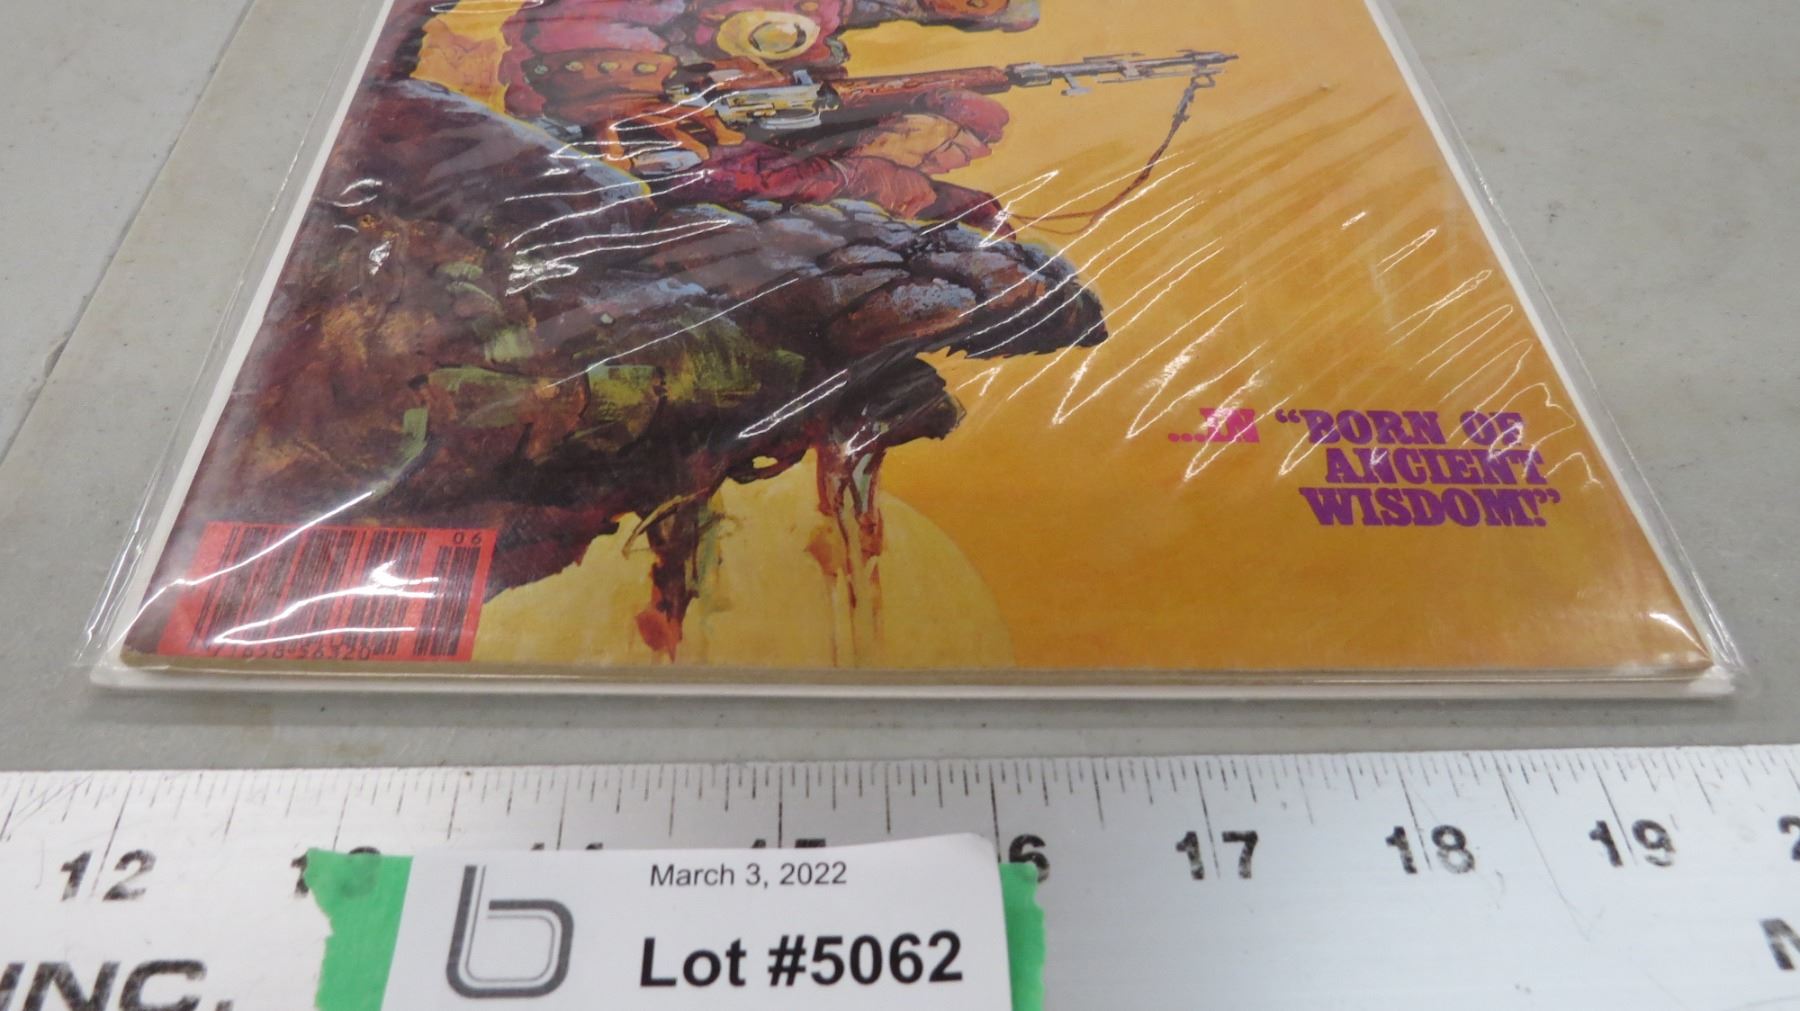 ...IN "BORN OF
ANCIENT
WISDOM!"
06
12 17 18 19
March 3, 2022
Lot #5062
INC.